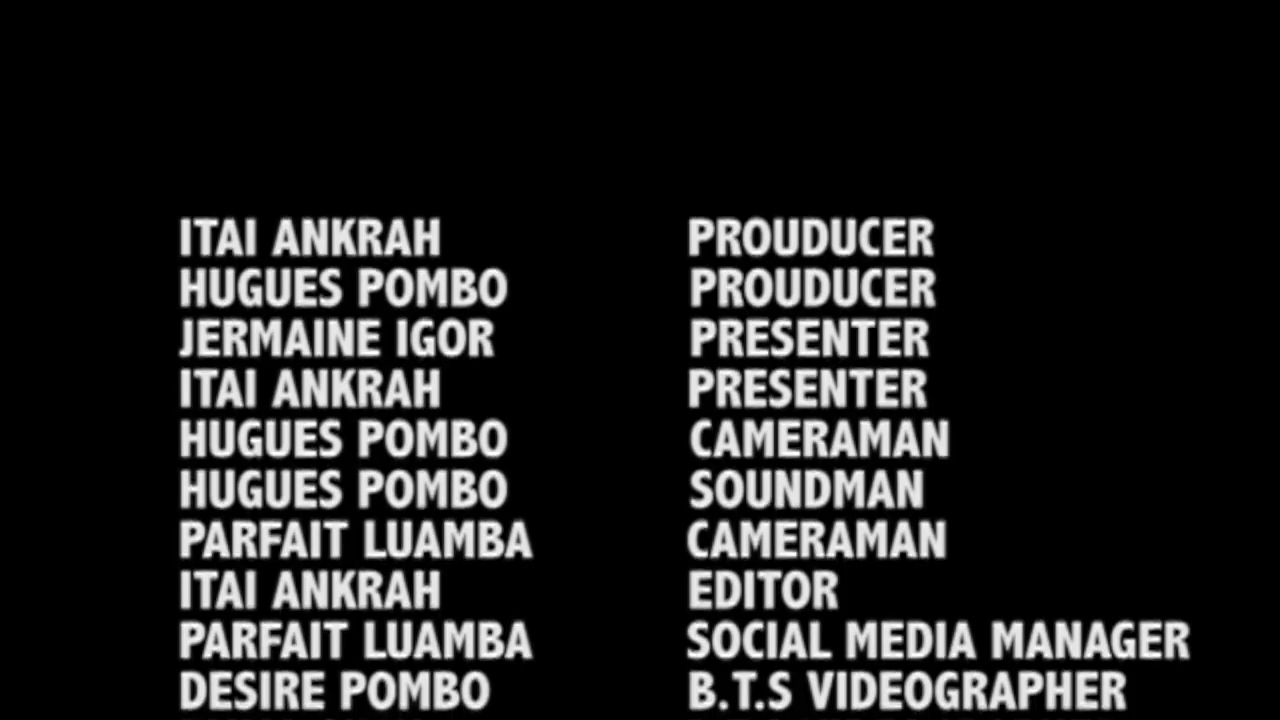 ITAI ANKRAH PROUDUCER
HUGUES POMBO PROUDUCER
JERMAINE IGOR PRESENTER
ITAI ANKRAH PRESENTER
HUGUES POMBO CAMERAMAN
HUGUES POMBO SOUNDMAN
PARFAIT LUAMBA CAMERAMAN
ITAI ANKRAH EDITOR
PARFAIT LUAMBA SOCIAL MEDIA MANAGER
DESIRE POMBO B.T.S VIDEOGRAPHER